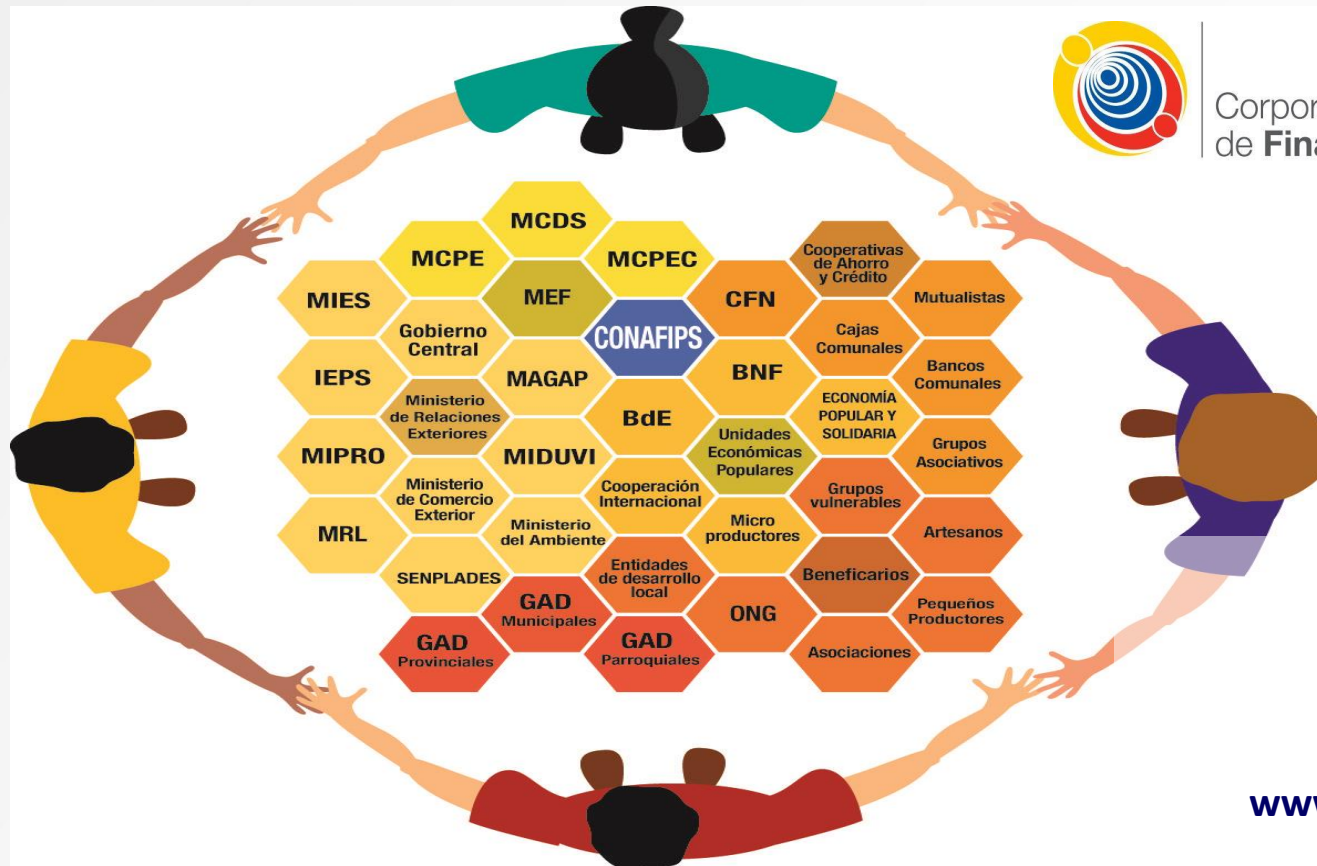 Corpor
de Fina
MCDS
MCPE
MCPEC
Cooperativas
de Ahorro
y Crédito
MIES
MEF
CFN
Mutualistas
Gobierno
Central
CONAFIPS
Cajas
Comunales
IEPS
MAGAP
BNF
Bancos
Comunales
Ministerio
de Relaciones
Exteriores
BdE
ECONOMÍA
POPULAR Y
SOLIDARIA
MIPRO
MIDUVI
Unidades
Económicas
Populares
Grupos
Asociativos
Ministerio
de Comercio
Exterior
Cooperación
Internacional
Grupos
vulnerables
MRL
Ministerio
del Ambiente
Micro
productores
Artesanos
SENPLADES
Entidades
de desarrollo
local
Beneficarios
GAD
Municipales
ONG
Pequeños
Productores
GAD
Provinciales
GAD
Parroquiales
Asociaciones
www